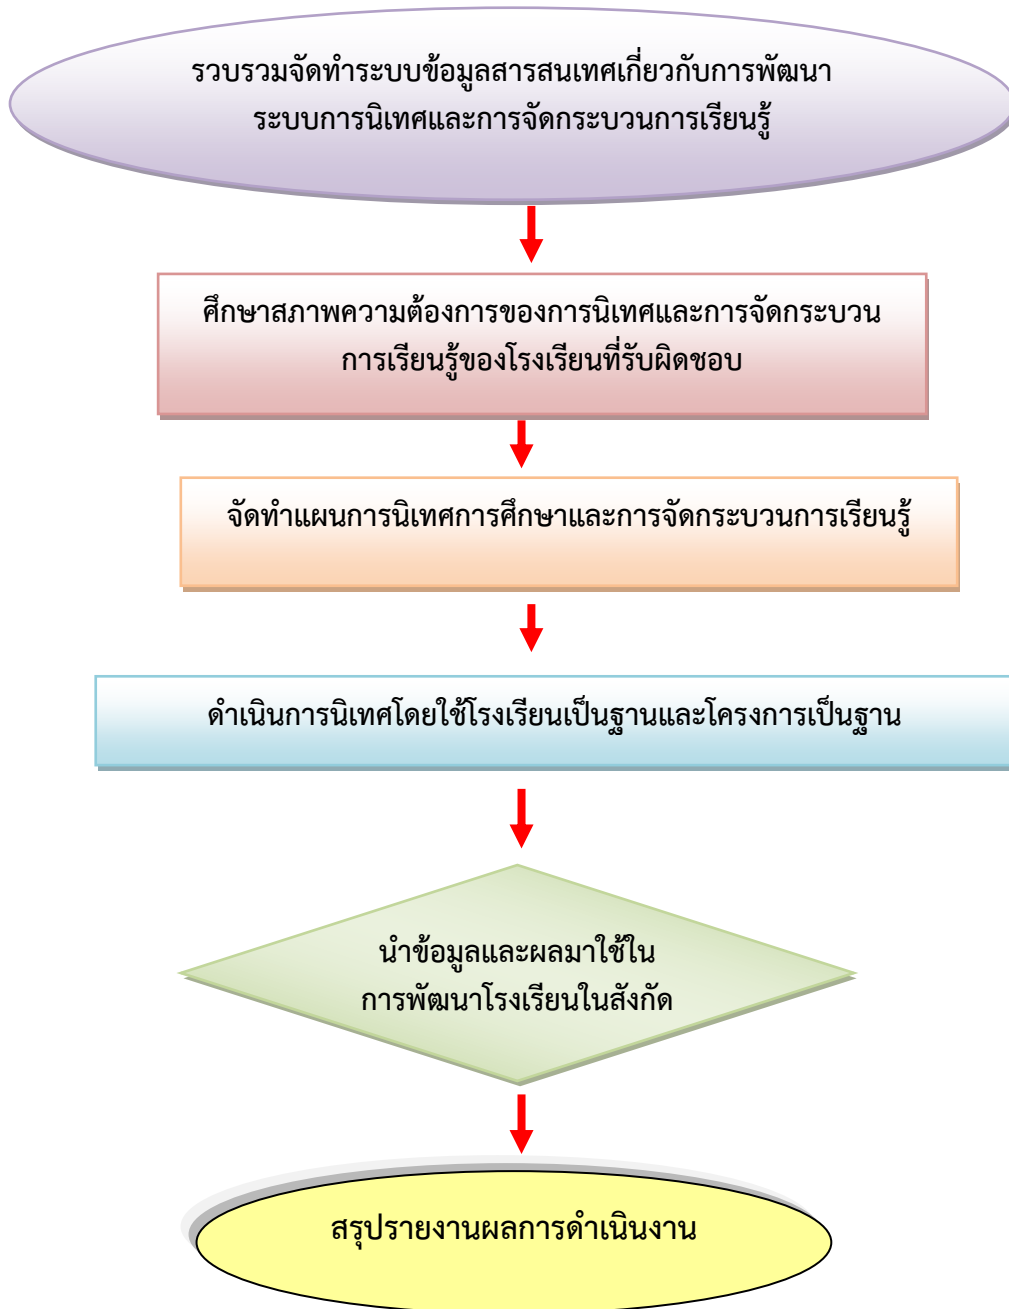 รวบรวมจัดทำระบบข้อมูลสารสนเทศเกี่ยวกับการพัฒนา
ระบบการนิเทศและการจัดกระบวนการเรียนรู้
ศึกษาสภาพความต้องการของการนิเทศและการจัดกระบวน
การเรียนรู้ของโรงเรียนที่รับผิดชอบ
จัดทำแผนการนิเทศการศึกษาและการจัดกระบวนการเรียนรู้
ดำเนินการนิเทศโดยใช้โรงเรียนเป็นฐานและโครงการเป็นฐาน
นำข้อมูลและผลมาใช้ใน
การพัฒนาโรงเรียนในสังกัด
สรุปรายงานผลการดำเนินงาน